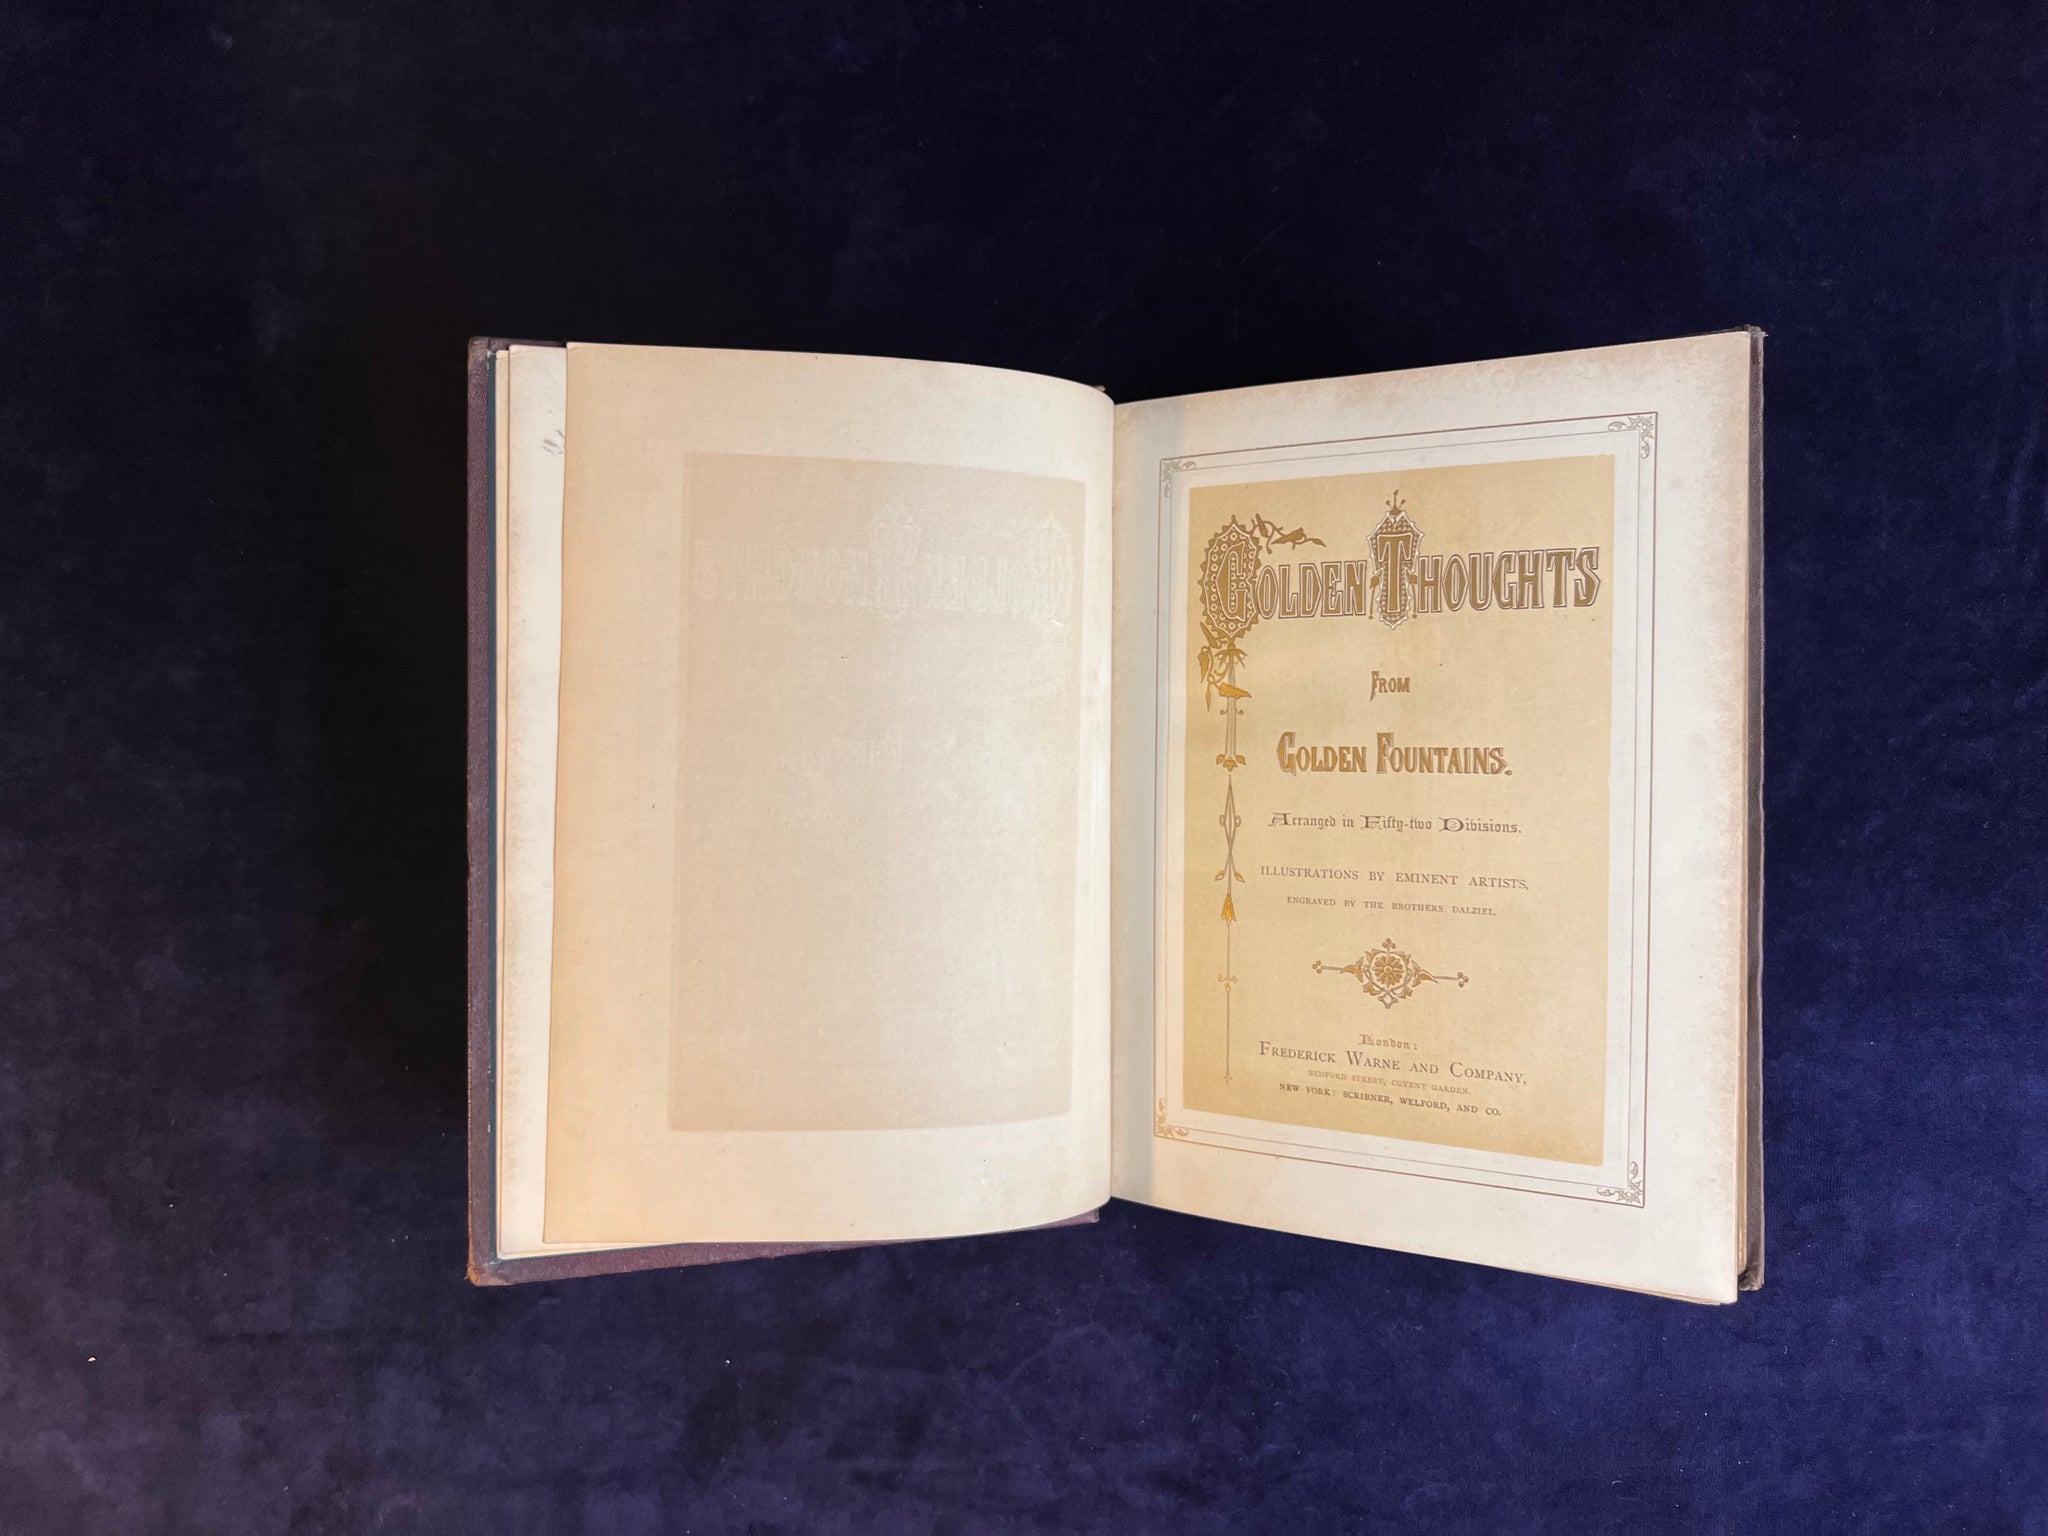 GOLDEN THOUGHTS
FROM
GOLDEN FOUNTAINS.
Arranged in Fifty-two Divisions.
ILLUSTRATIONS BY EMINENT ARTISTS,
ENGRAVED BY THE BROTHERS DALZIEL.
London:
FREDERICK WARNE AND COMPANY,
BEDFORD STREET, COVENT GARDEN.
NEW YORK: SCRIBNER, WELFORD, AND CO.